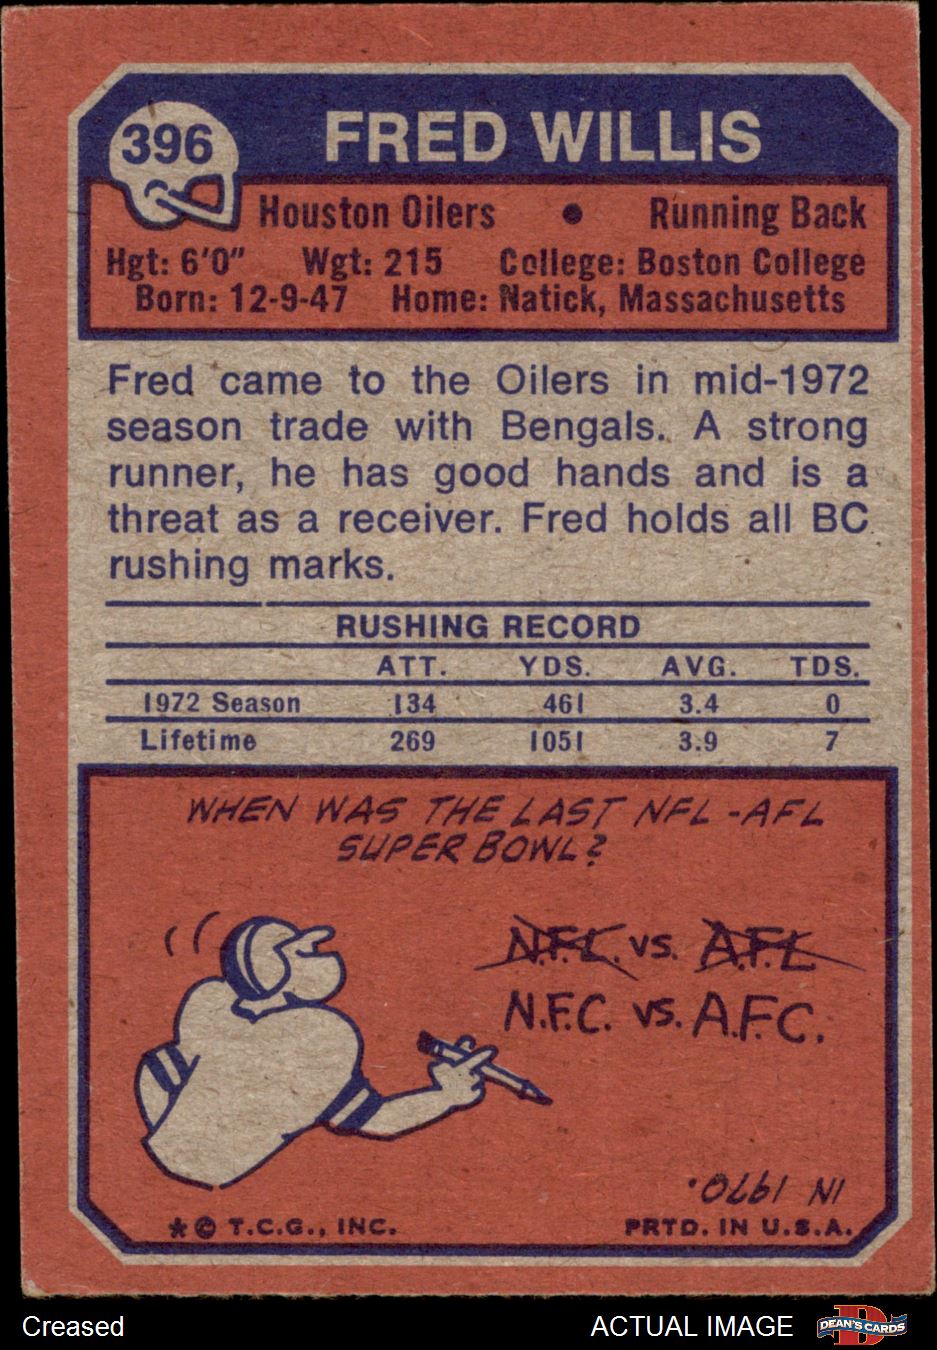 396
FRED WILLIS
Houston Oilers • Running Back
Hgt: 6'0" Wgt: 215 College: Boston College
Born: 12-9-47 Home: Natick, Massachusetts
Fred came to the Oilers in mid-1972
season trade with Bengals. A strong
runner, he has good hands and is a
threat as a receiver. Fred holds all BC
rushing marks.
RUSHING RECORD
ATT. YDS. AVG. TDS.
1972 Season 134 461 3.4 0
Lifetime 269 1051 3.9 7
WHEN WAS THE LAST NFL-AFL
SUPER BOWL?
N.F.L. VS. A.F.L
N.F.C. VS. A.F.C.
IN 1970.
★ © T.C.G., INC. PRTD. IN U.S.A.
Creased
ACTUAL IMAGE
DEAN'S CARDS